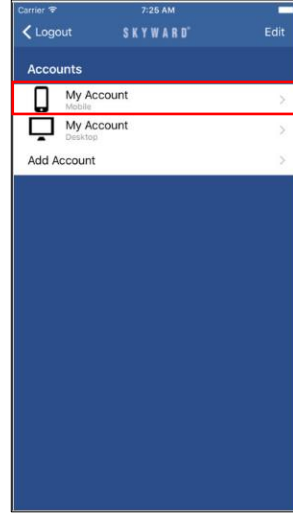 Carrier 7:25 AM
Logout SKYWARD® Edit
Accounts
My Account
Mobile
My Account
Desktop
Add Account